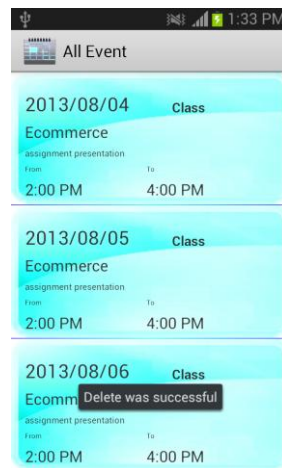 1:33 PM
All Event
2013/08/04 Class
Ecommerce
assignment presentation
From To
2:00 PM 4:00 PM
2013/08/05 Class
Ecommerce
assignment presentation
From To
2:00 PM 4:00 PM
2013/08/06 Class
Ecomm
Delete was successful
assignment presentation
From To
2:00 PM 4:00 PM